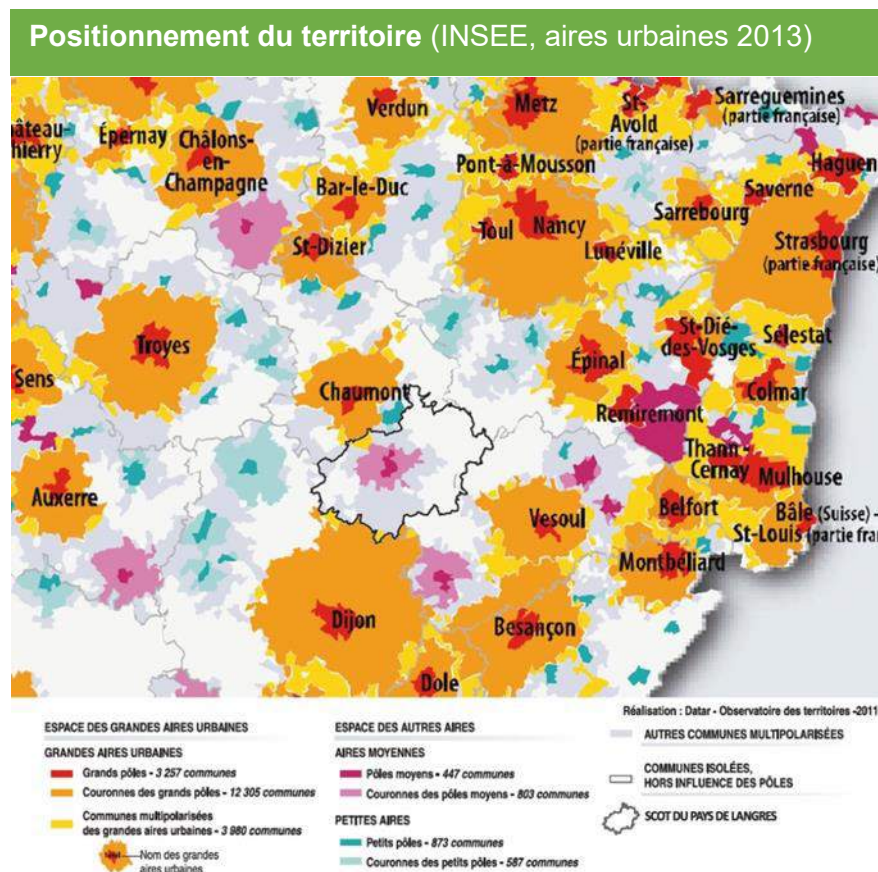 Positionnement du territoire (INSEE, aires urbaines 2013)
Verdun
Metz
St-
Avold
(partie française)
Sarreguemines
(partie française)
âteau-
hierry
Épernay
Châlons-
en-
Champagne
Pont-à-Mousson
Haguen
Bar-le-Duc
Saverne
Sarrebourg
St-Dizier
Toul
Nancy
Lunéville
Strasbourg
(partie française)
Troyes
St-Dié-
des-Vosges
Sélestat
Sens
Chaumont
Épinal
Colmar
Remiremont
Thann-
Cernay
Mulhouse
Auxerre
Vesoul
Belfort
Bâle (Suisse) -
St-Louis (partie fran
Montbéliard
Dijon
Besançon
Dole
Réalisation : Datar - Observatoire des territoires -2011
ESPACE DES GRANDES AIRES URBAINES
GRANDES AIRES URBAINES
Grands pôles - 3 257 communes
Couronnes des grands pôles - 12 305 communes
Communes multipolarisées
des grandes aires urbaines - 3 980 communes
Nom des grandes
aires urbaines
ESPACE DES AUTRES AIRES
AIRES MOYENNES
Pôles moyens - 447 communes
Couronnes des pôles moyens - 803 communes
PETITES AIRES
Petits pôles - 873 communes
Couronnes des petits pôles - 587 communes
AUTRES COMMUNES MULTIPOLARISÉES
COMMUNES ISOLÉES,
HORS INFLUENCE DES PÔLES
SCOT DU PAYS DE LANGRES